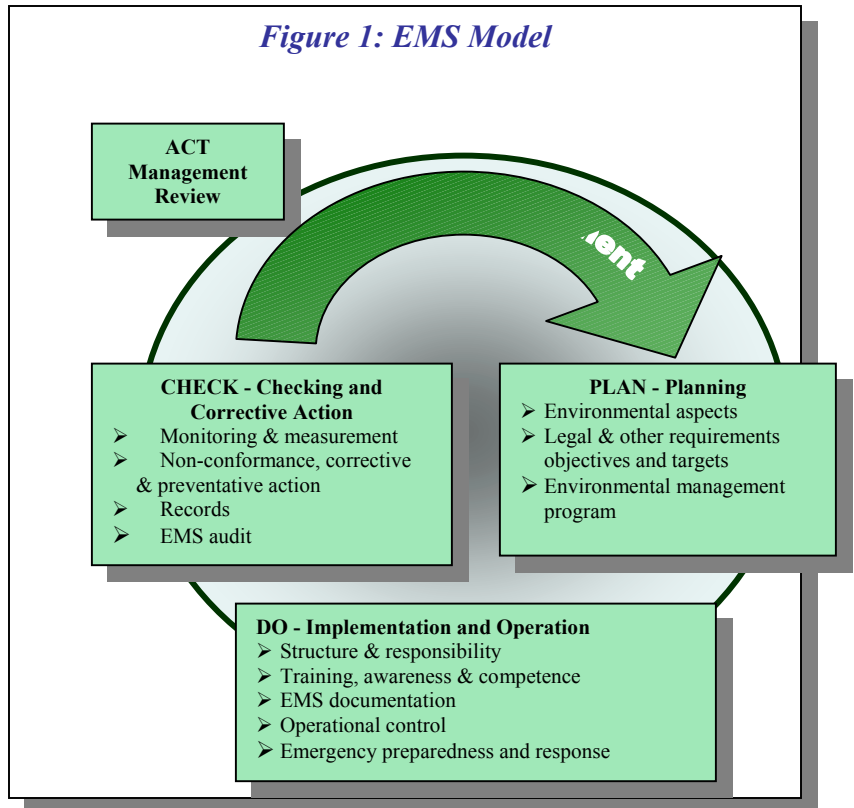 Figure 1: EMS Model
ACT
Management
Review
CHECK - Checking and
Corrective Action
➢ Monitoring & measurement
➢ Non-conformance, corrective
& preventative action
➢ Records
➢ EMS audit
PLAN - Planning
➢ Environmental aspects
➢ Legal & other requirements
objectives and targets
➢ Environmental management
program
DO - Implementation and Operation
➢ Structure & responsibility
➢ Training, awareness & competence
➢ EMS documentation
➢ Operational control
➢ Emergency preparedness and response